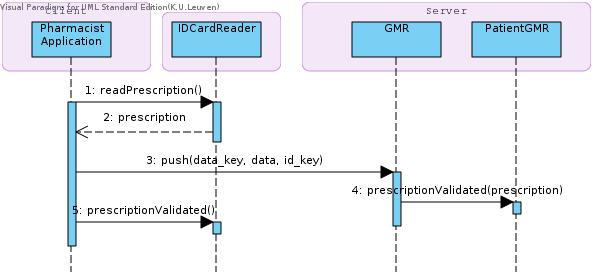 Visual Paradigm for UML Standard Edition(K.U.Leuven)
Client
Server
Pharmacist
Application
IDCardReader
GMR
PatientGMR
1: readPrescription()
2: prescription
3: push(data_key, data, id_key)
4: prescriptionValidated(prescription)
5: prescriptionValidated()